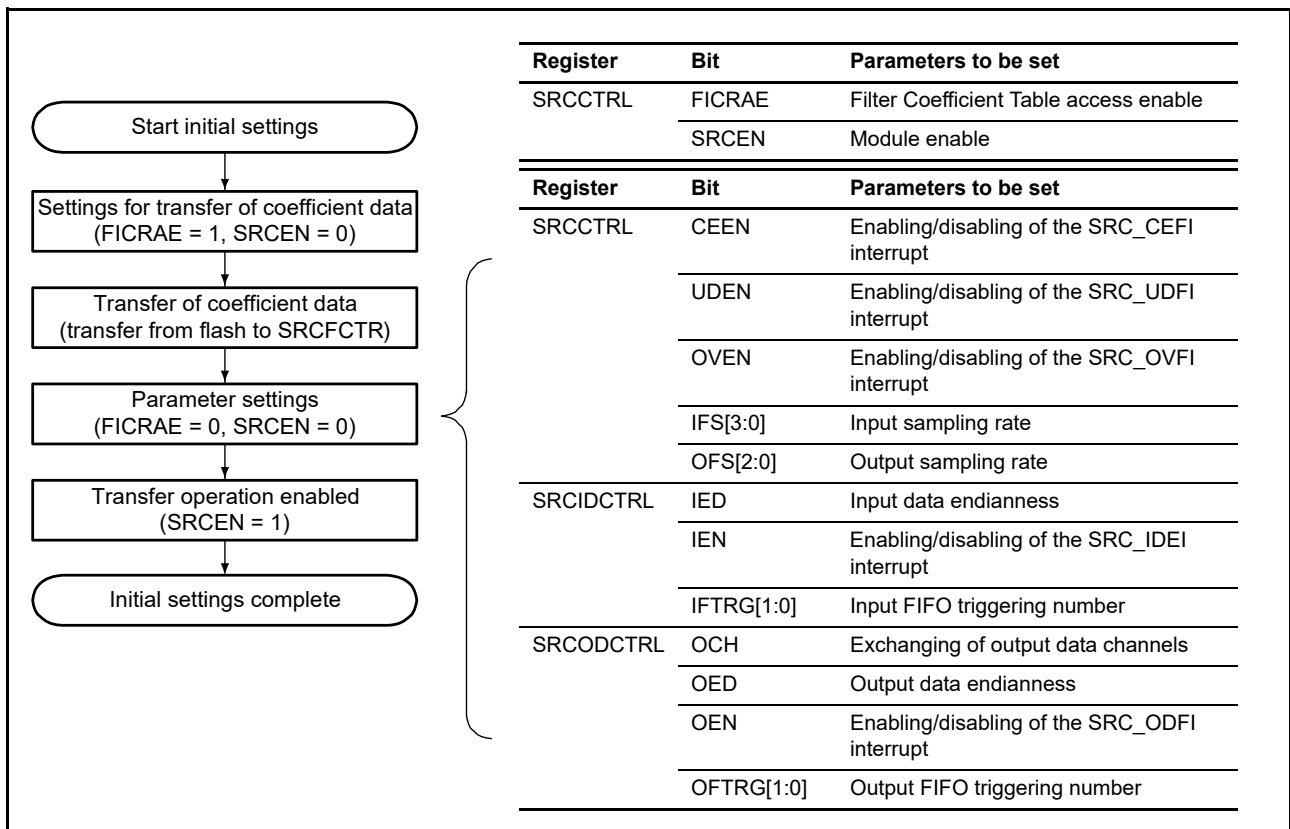 Start initial settings
Settings for transfer of coefficient data
(FICRAE = 1, SRCEN = 0)
Transfer of coefficient data
(transfer from flash to SRCFCTR)
Parameter settings
(FICRAE = 0, SRCEN = 0)
Transfer operation enabled
(SRCEN = 1)
Initial settings complete
Register Bit Parameters to be set
SRCCTRL FICRAE Filter Coefficient Table access enable
SRCEN Module enable
Register Bit Parameters to be set
SRCCTRL CEEN Enabling/disabling of the SRC_CEFI
interrupt
UDEN Enabling/disabling of the SRC_UDFI
interrupt
OVEN Enabling/disabling of the SRC_OVFI
interrupt
IFS[3:0] Input sampling rate
OFS[2:0] Output sampling rate
SRCIDCTRL IED Input data endianness
IEN Enabling/disabling of the SRC_IDEI
interrupt
IFTRG[1:0] Input FIFO triggering number
SRCODCTRL OCH Exchanging of output data channels
OED Output data endianness
OEN Enabling/disabling of the SRC_ODFI
interrupt
OFTRG[1:0] Output FIFO triggering number